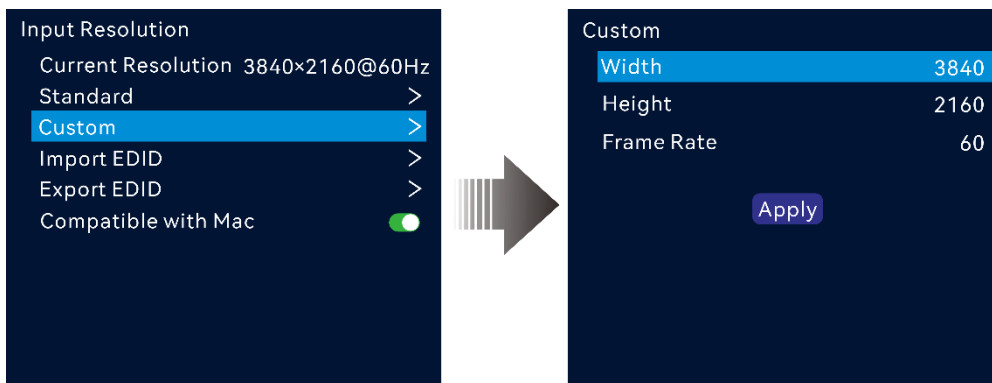 Input Resolution
Current Resolution 3840×2160@60Hz
Standard >
Custom >
Import EDID >
Export EDID >
Compatible with Mac
Custom
Width 3840
Height 2160
Frame Rate 60
Apply